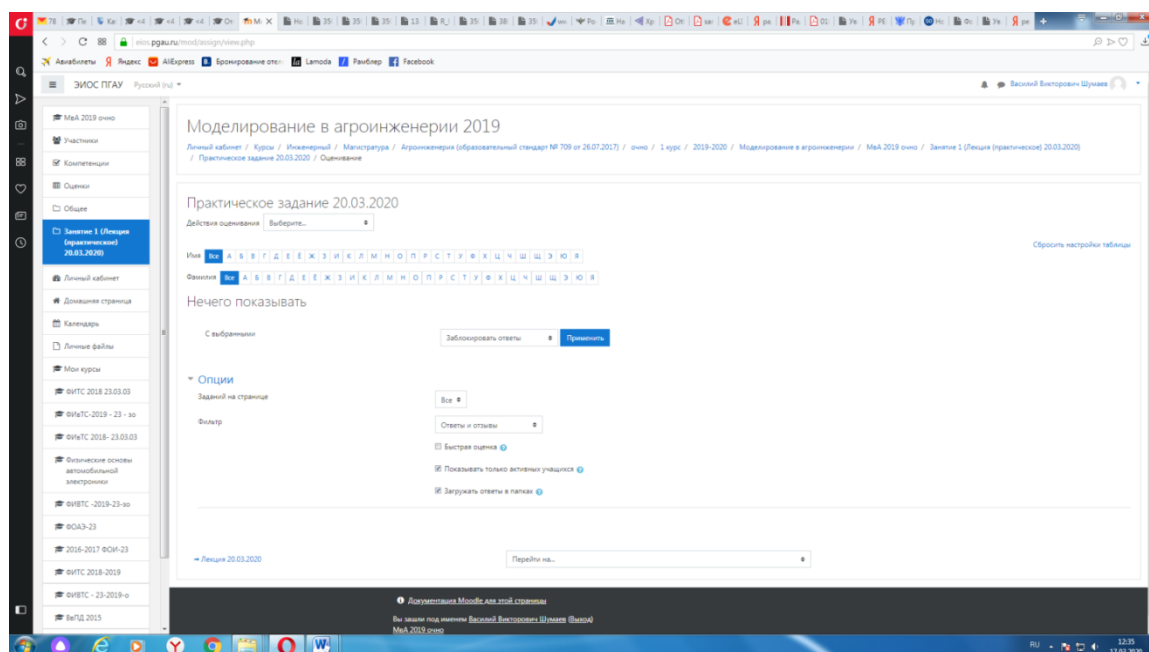 eios.pgau.ru/mod/assign/view.php
Авиабилеты Яндекс AliExpress Бронирование отел Lamoda Рамблер Facebook
ЭИОС ПГАУ Русский (ru)
Василий Викторович Шумаев
МеА 2019 очно
Участники
Компетенции
Оценки
Общее
Занятие 1 (Лекция
(практическое)
20.03.2020)
Личный кабинет
Домашняя страница
Календарь
Личные файлы
Мои курсы
ФИТС 2018 23.03.03
ФИвТС-2019 - 23 - зо
ФИвТС 2018- 23.03.03
Физические основы
автомобильной
электроники
ФИВТС -2019-23-зо
ФОАЭ-23
2016-2017 ФОИ-23
ФИТС 2018-2019
ФИВТС - 23-2019-о
ВвПД 2015
Моделирование в агроинженерии 2019
Личный кабинет / Курсы / Инженерный / Магистратура / Агроинженерия (образовательный стандарт № 709 от 26.07.2017) / очно / 1 курс / 2019-2020 / Моделирование в агроинженерии / МеА 2019 очно / Занятие 1 (Лекция (практическое) 20.03.2020)
/ Практическое задание 20.03.2020 / Оценивание
Практическое задание 20.03.2020
Действия оценивания Выберите...
Сбросить настройки таблицы
Имя Все А Б В Г Д Е Ё Ж З И К Л М Н О П Р С Т У Ф Х Ц Ч Ш Щ Э Ю Я
Фамилия Все А Б В Г Д Е Ё Ж З И К Л М Н О П Р С Т У Ф Х Ц Ч Ш Щ Э Ю Я
Нечего показывать
С выбранными Заблокировать ответы Применить
Опции
Заданий на странице Все
Фильтр Ответы и отзывы
Быстрая оценка
Показывать только активных учащихся
Загружать ответы в папках
→ Лекция 20.03.2020 Перейти на...
Документация Moodle для этой страницы
Вы зашли под именем Василий Викторович Шумаев (Выход)
МеА 2019 очно
RU 12:35
17.03.2020